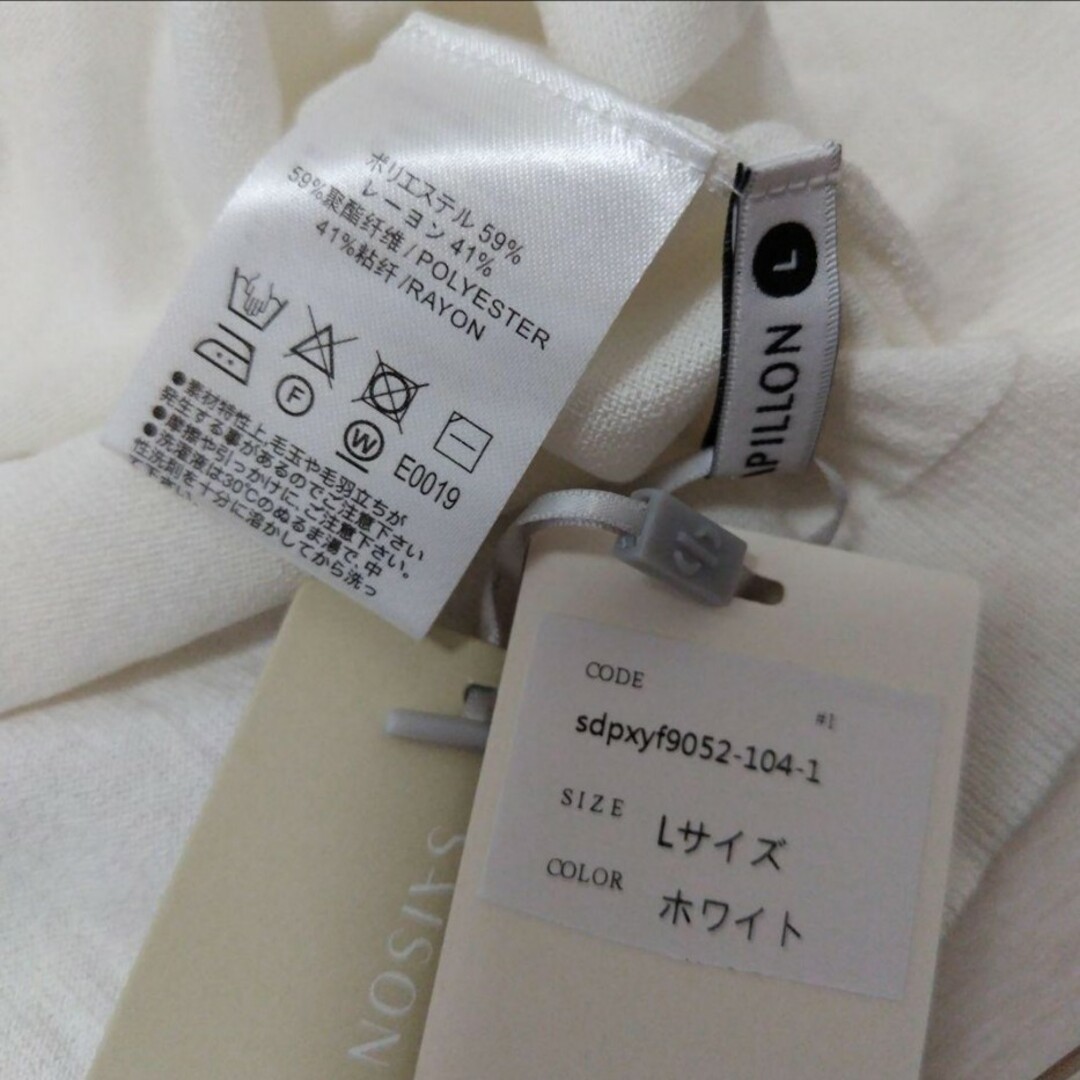 ポリエステル 59%
レーヨン 41%
59%聚酯纤维 / POLYESTER
41%粘纤 /RAYON
F
W
E0019
●素材特性上、毛玉や毛羽立ちが
発生する事があるのでご注意下さい
●摩擦や引っかけに、ご注意下さい。
●洗濯液は30℃のぬるま湯で、中
性洗剤を十分に溶かしてから洗っ
L
PILLON
CODE
#1
sdpxyf9052-104-1
SIZE Lサイズ
COLOR ホワイト